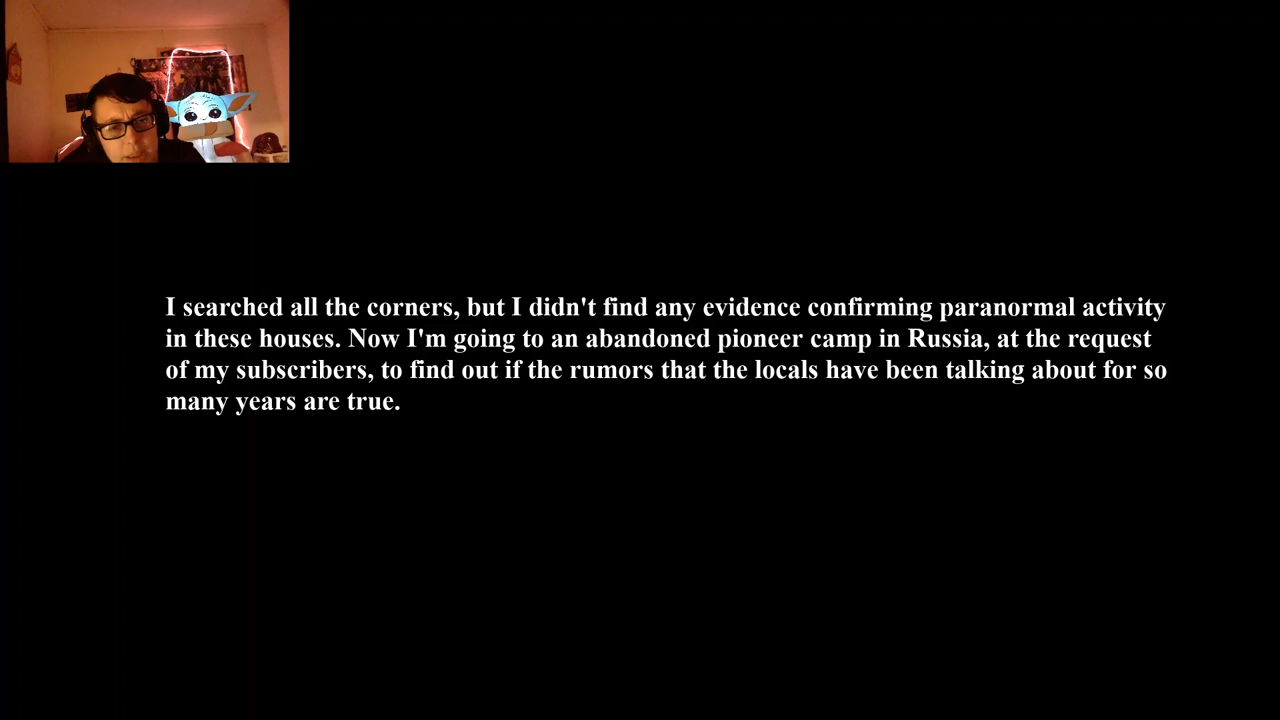 I searched all the corners, but I didn't find any evidence confirming paranormal activity
in these houses. Now I'm going to an abandoned pioneer camp in Russia, at the request
of my subscribers, to find out if the rumors that the locals have been talking about for so
many years are true.